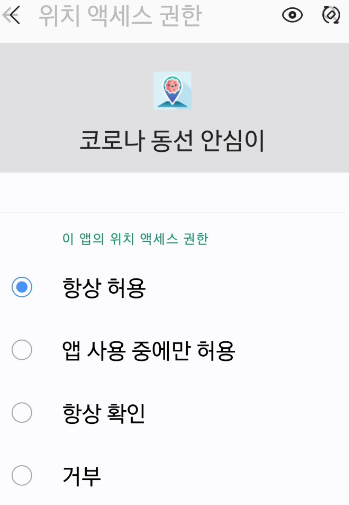 위치 액세스 권한
코로나 동선 안심이
이 앱의 위치 액세스 권한
항상 허용
앱 사용 중에만 허용
항상 확인
거부